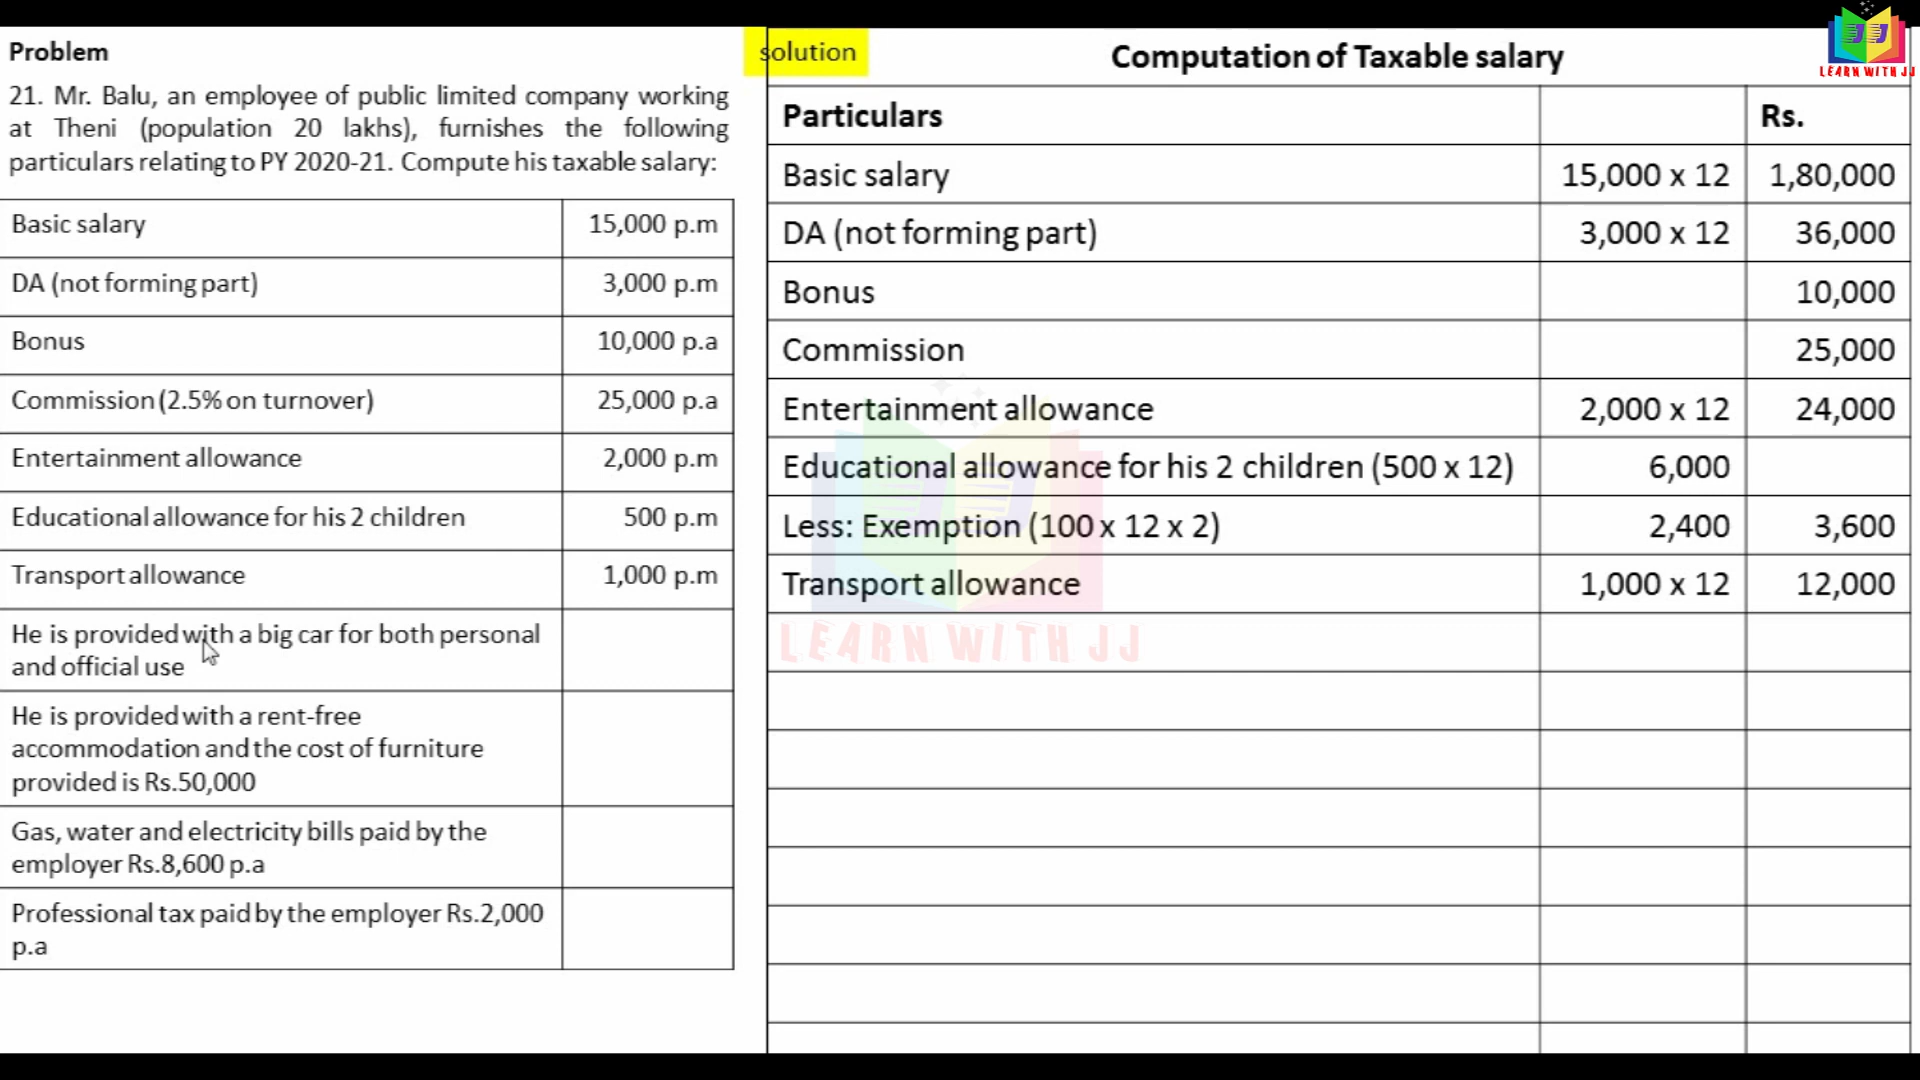 Problem
21. Mr. Balu, an employee of public limited company working
at Theni (population 20 lakhs), furnishes the following
particulars relating to PY 2020-21. Compute his taxable salary:
Basic salary 15,000 p.m
DA (not forming part) 3,000 p.m
Bonus 10,000 p.a
Commission (2.5% on turnover) 25,000 p.a
Entertainment allowance 2,000 p.m
Educational allowance for his 2 children 500 p.m
Transport allowance 1,000 p.m
He is provided with a big car for both personal
and official use
He is provided with a rent-free
accommodation and the cost of furniture
provided is Rs.50,000
Gas, water and electricity bills paid by the
employer Rs.8,600 p.a
Professional tax paid by the employer Rs.2,000
p.a
solution
Computation of Taxable salary
Particulars Rs.
Basic salary 15,000 x 12 1,80,000
DA (not forming part) 3,000 x 12 36,000
Bonus 10,000
Commission 25,000
Entertainment allowance 2,000 x 12 24,000
Educational allowance for his 2 children (500 x 12) 6,000
Less: Exemption (100 x 12 x 2) 2,400 3,600
Transport allowance 1,000 x 12 12,000
LEARN WITH JJ
JJ
LEARN WITH JJ